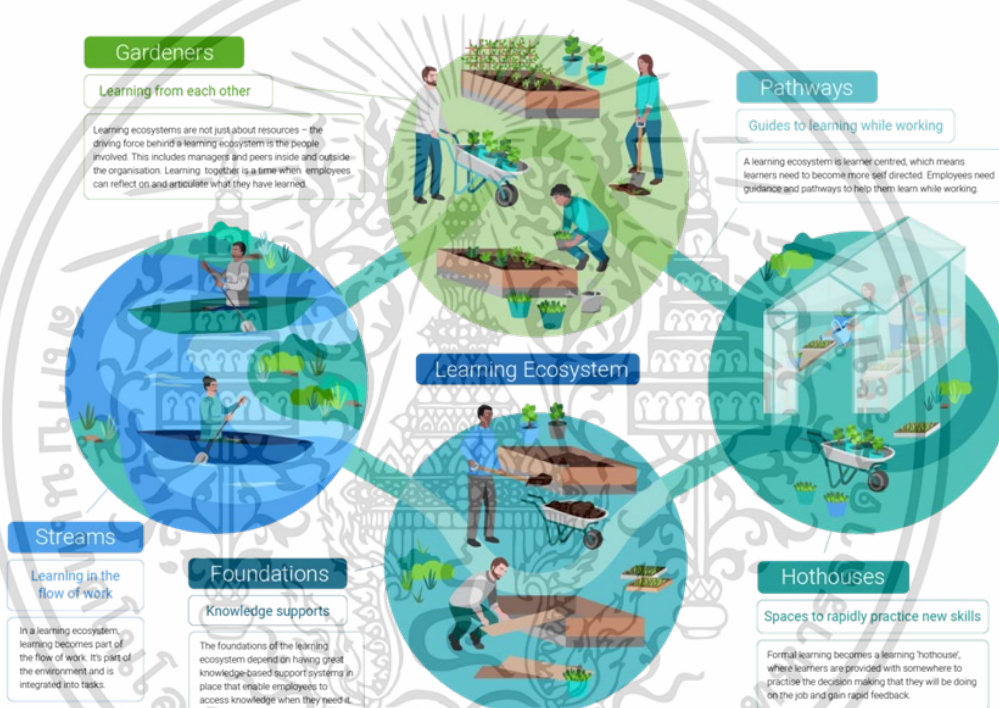 Gardeners
Learning from each other
Learning ecosystems are not just about resources – the
driving force behind a learning ecosystem is the people
involved. This includes managers and peers inside and outside
the organisation. Learning together is a time when employees
can reflect on and articulate what they have learned.
Pathways
Guides to learning while working
A learning ecosystem is learner centred, which means
learners need to become more self directed. Employees need
guidance and pathways to help them learn while working.
Learning Ecosystem
Streams
Learning in the
flow of work
In a learning ecosystem,
learning becomes part of
the flow of work. It's part of
the environment and is
integrated into tasks.
Foundations
Knowledge supports
The foundations of the learning
ecosystem depend on having great
knowledge-based support systems in
place that enable employees to
access knowledge when they need it.
Hothouses
Spaces to rapidly practice new skills
Formal learning becomes a learning 'hothouse',
where learners are provided with somewhere to
practise the decision making that they will be doing
on the job and gain rapid feedback.